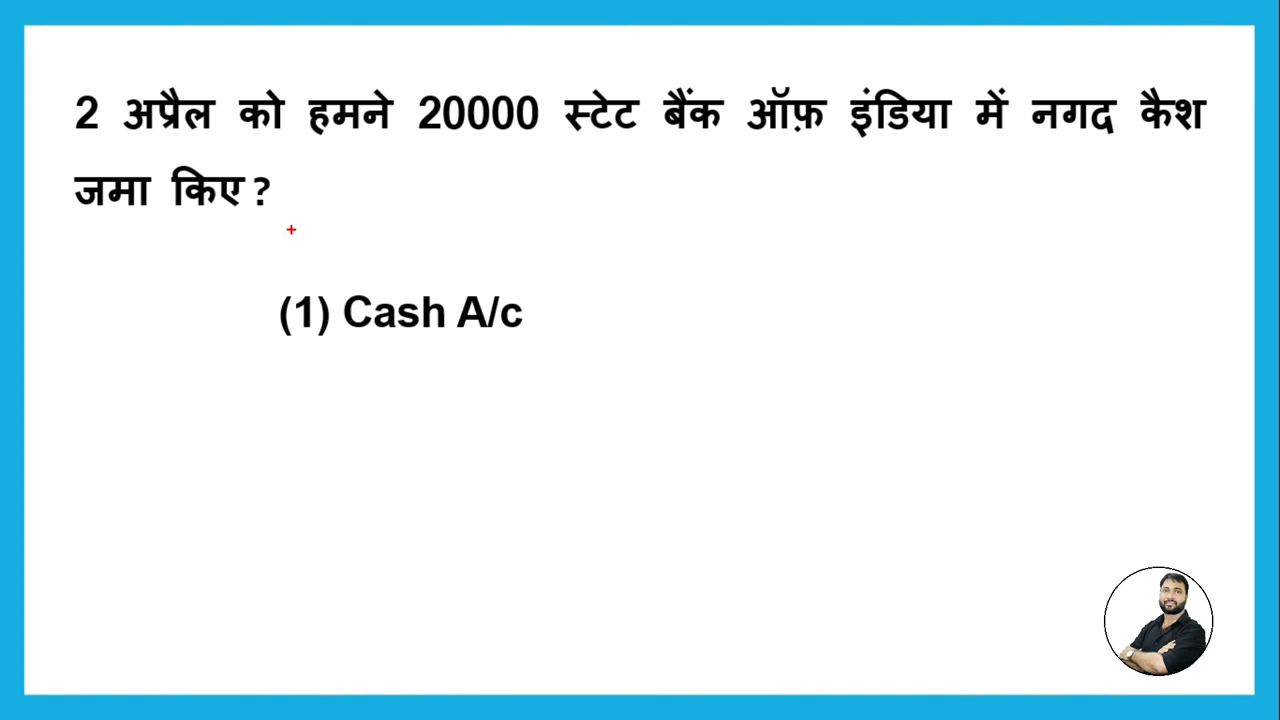 2 अप्रैल को हमने 20000 स्टेट बैंक ऑफ़ इंडिया में नगद कैश
जमा किए ?
(1) Cash A/c